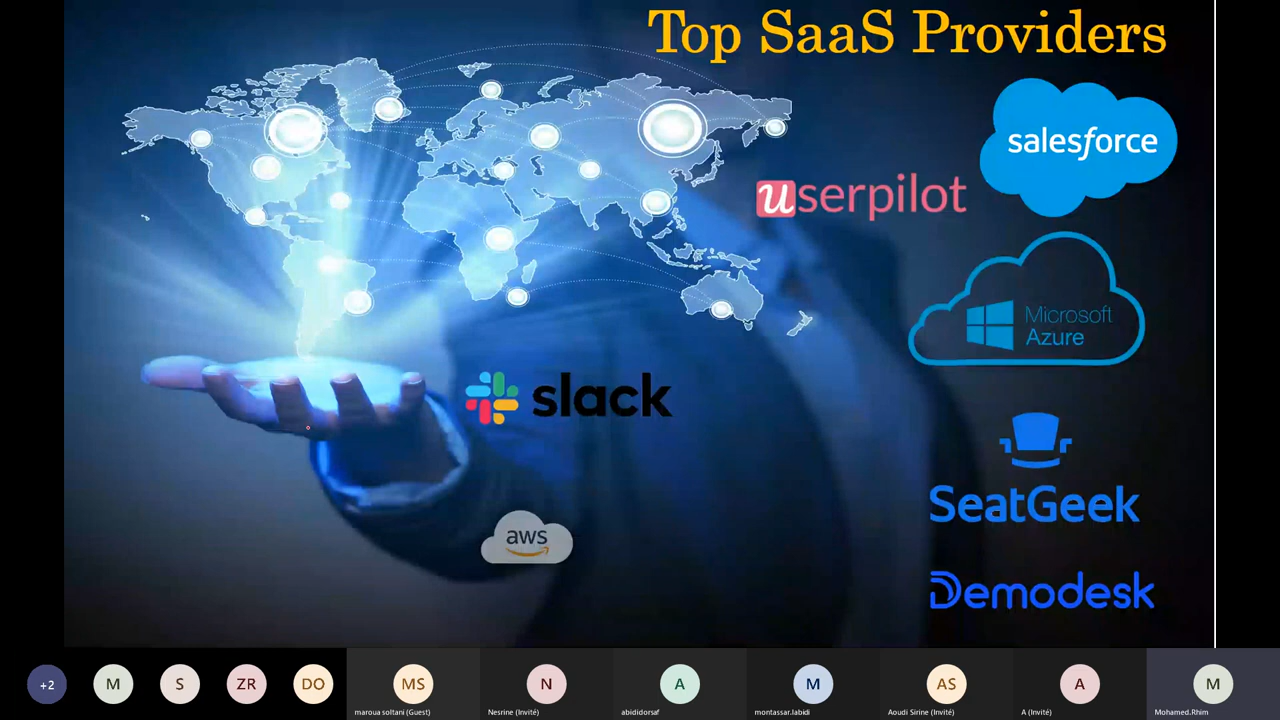 Top SaaS Providers
salesforce
userpilot
Microsoft
Azure
slack
SeatGeek
aws
Demodesk
+2
M
S
ZR
DO
MS
N
A
M
AS
A
M
maroua soltani (Guest)
Nesrine (Invité)
abididorsaf
montassar.labidi
Aoudi Sirine (Invité)
A (Invité)
Mohamed.Rhim